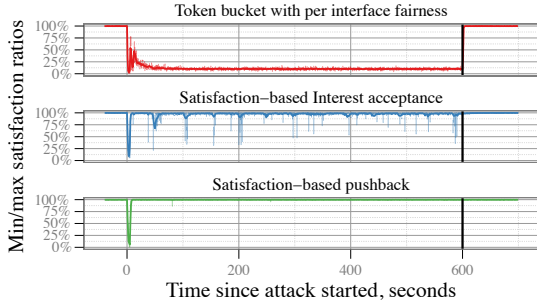 Token bucket with per interface fairness
100%
75%
50%
25%
0%
Satisfaction−based Interest acceptance
100%
75%
50%
25%
0%
Satisfaction−based pushback
100%
75%
50%
25%
0%
Min/max satisfaction ratios
0 200 400 600
Time since attack started, seconds